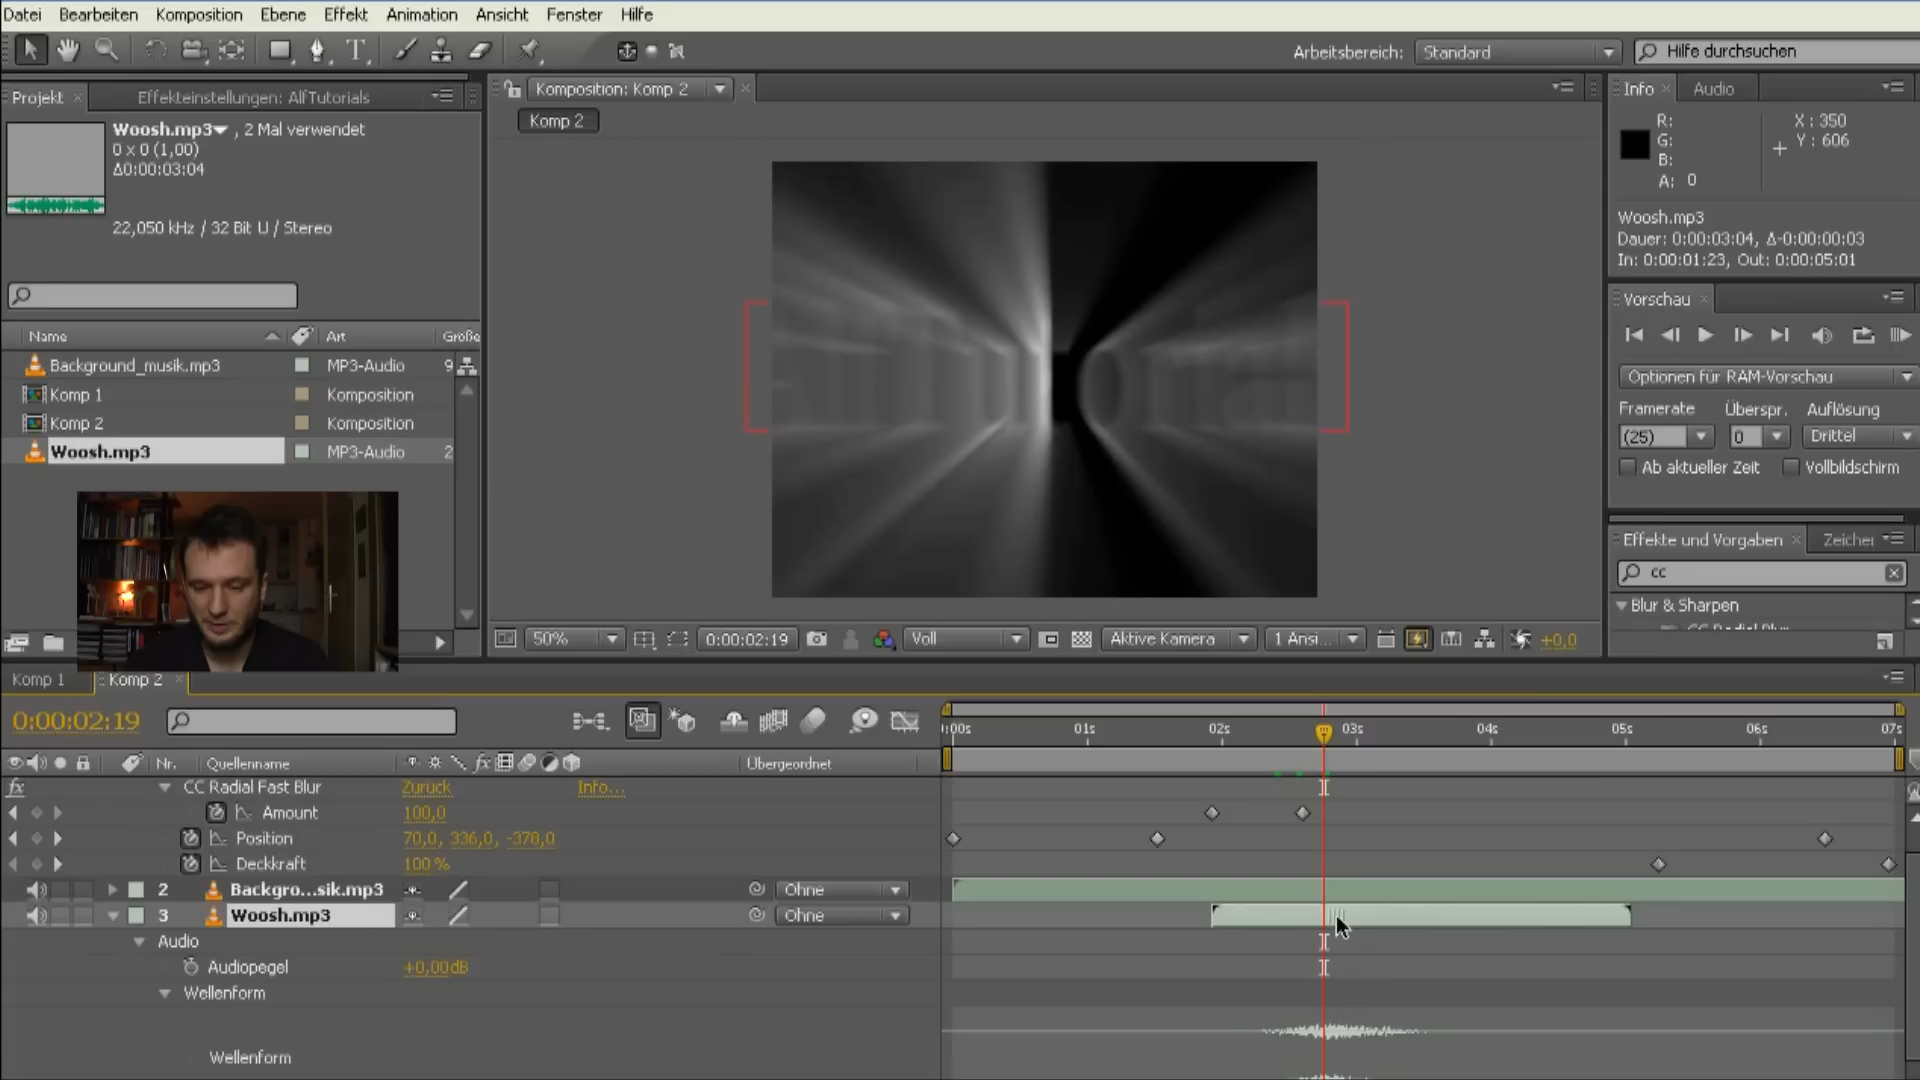 Datei Bearbeiten Komposition Ebene Effekt Animation Ansicht Fenster Hilfe
Arbeitsbereich: Standard Hilfe durchsuchen
Projekt Effekteinstellungen: AlfTutorials
Woosh.mp3 , 2 Mal verwendet
0 x 0 (1,00)
Δ0:00:03:04
22,050 kHz / 32 Bit U / Stereo
Name Art Größe
Background_musik.mp3 MP3-Audio 9
Komp 1 Komposition
Komp 2 Komposition
Woosh.mp3 MP3-Audio 2
Komposition: Komp 2
Komp 2
50% 0:00:02:19 Voll Aktive Kamera 1 Ansi... +0,0
Info Audio
R: X : 350
G: Y : 606
B:
A: 0
Woosh.mp3
Dauer: 0:00:03:04, Δ-0:00:00:03
In: 0:00:01:23, Out: 0:00:05:01
Vorschau
Optionen für RAM-Vorschau
Framerate Überspr. Auflösung
(25) 0 Drittel
Ab aktueller Zeit Vollbildschirm
Effekte und Vorgaben Zeicher
cc
Blur & Sharpen
CC Radial Blur
Komp 1 Komp 2
0:00:02:19
:00s 01s 02s 03s 04s 05s 06s 07s
Nr. Quellenname fx Übergeordnet
fx CC Radial Fast Blur Zurück Info...
Amount 100,0
Position 70,0, 336,0, -378,0
Deckkraft 100 %
2 Backgro...sik.mp3 Ohne
3 Woosh.mp3 Ohne
Audio
Audiopegel +0,00dB
Wellenform
Wellenform